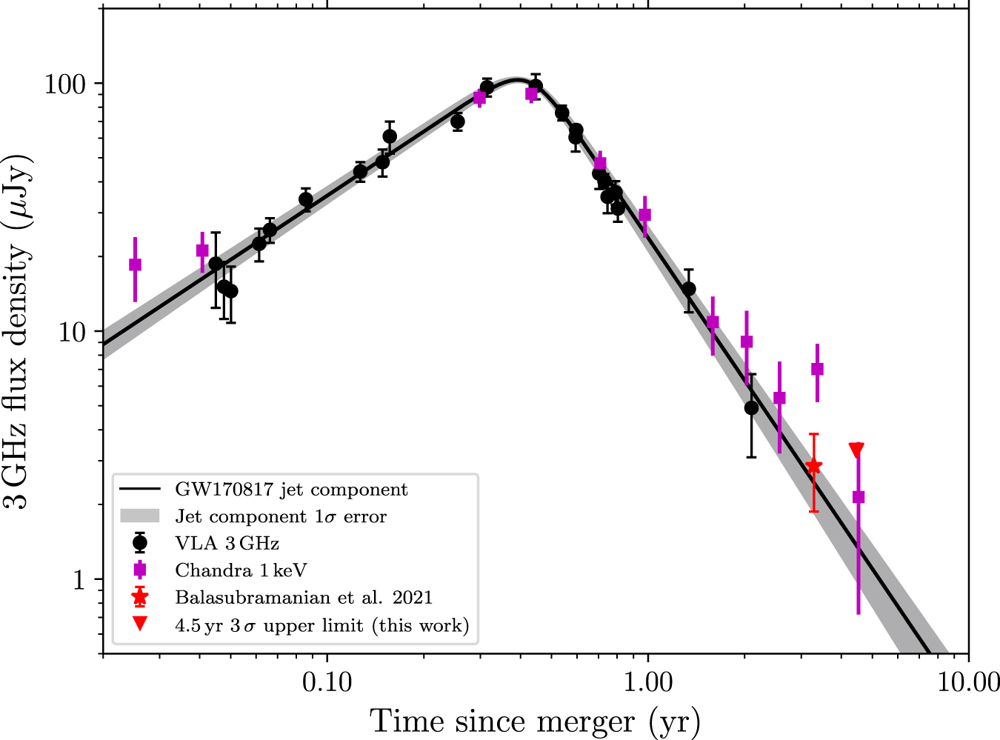 100
10
1
3 GHz flux density (μJy)
GW170817 jet component
Jet component 1σ error
VLA 3 GHz
Chandra 1 keV
Balasubramanian et al. 2021
4.5 yr 3 σ upper limit (this work)
0.10
1.00
10.00
Time since merger (yr)